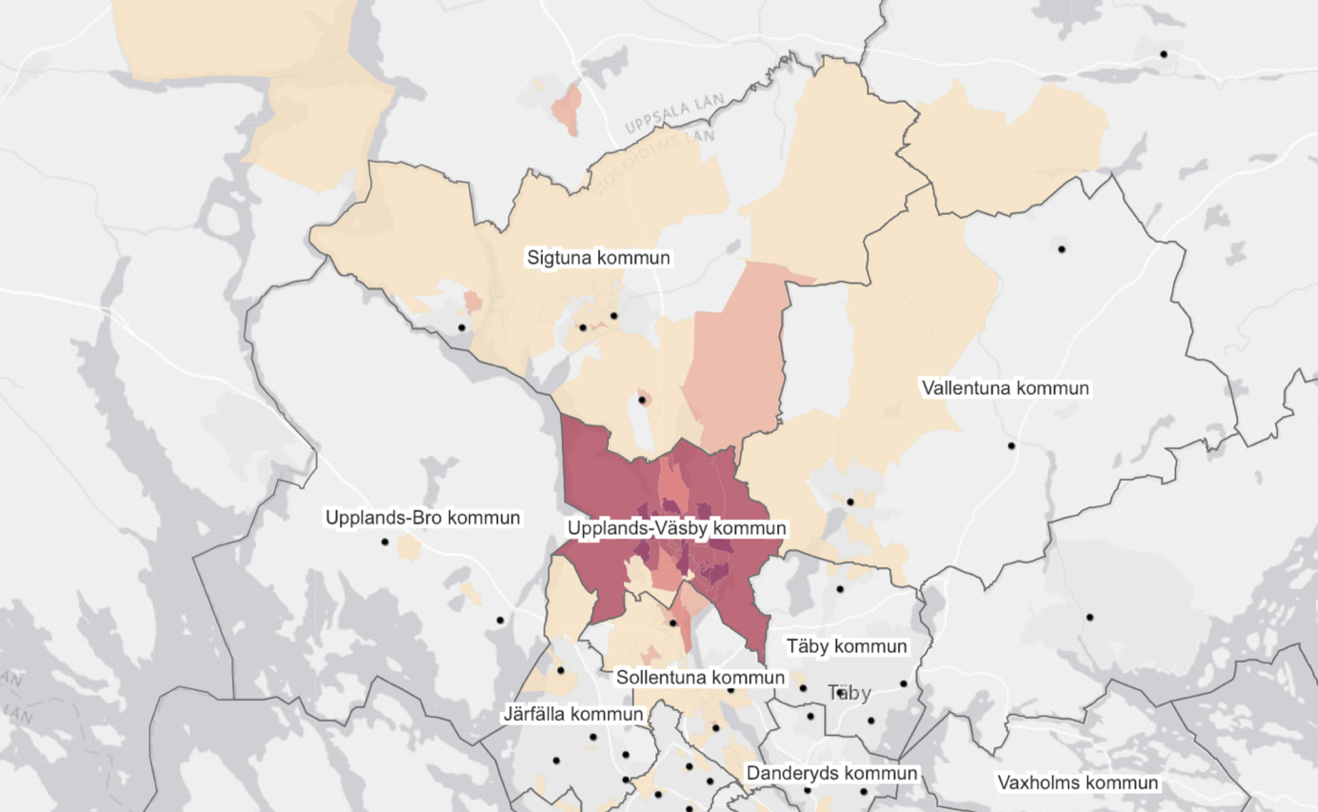 UPPSALA LÄN
STOCKHOLMS LÄN
Sigtuna kommun
Vallentuna kommun
Upplands-Bro kommun
Upplands-Väsby kommun
Täby kommun
Sollentuna kommun
LÄN
Täby
Järfälla kommun
Danderyds kommun
Vaxholms kommun